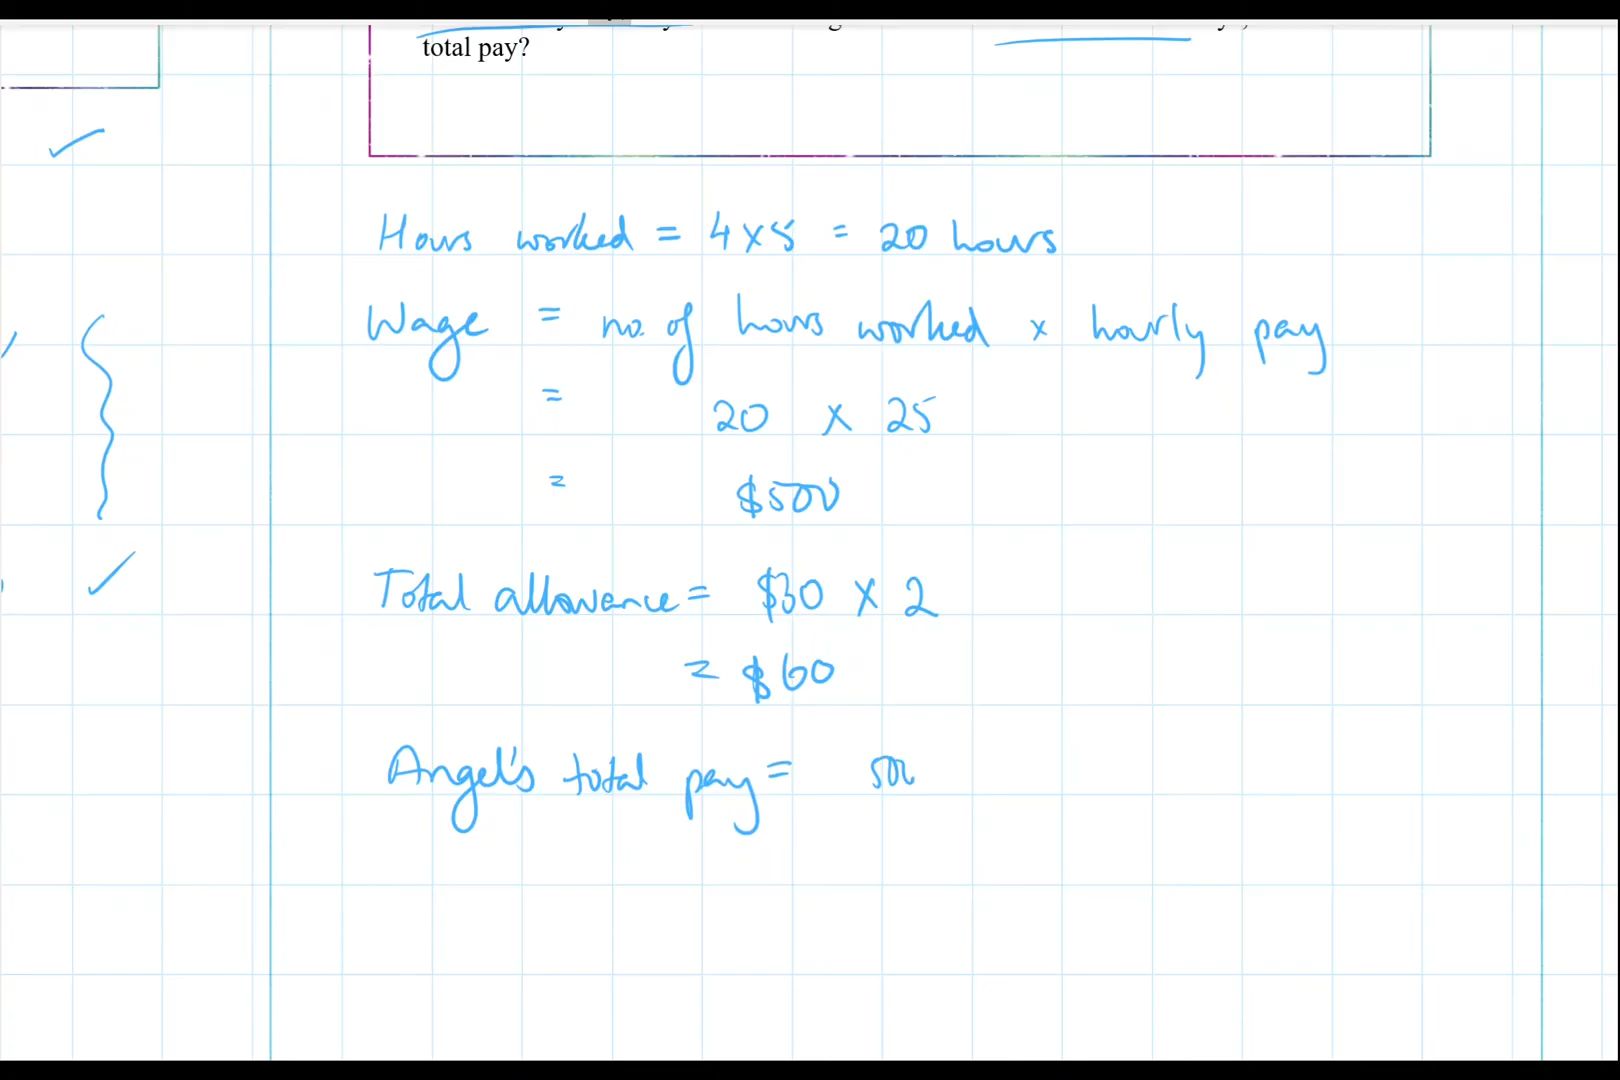 total pay?
Hours worked = 4 x 5 = 20 hours
Wage = no. of hours worked x hourly pay
= 20 x 25
= $500
Total allowance = $30 x 2
= $60
Angel's total pay = 500